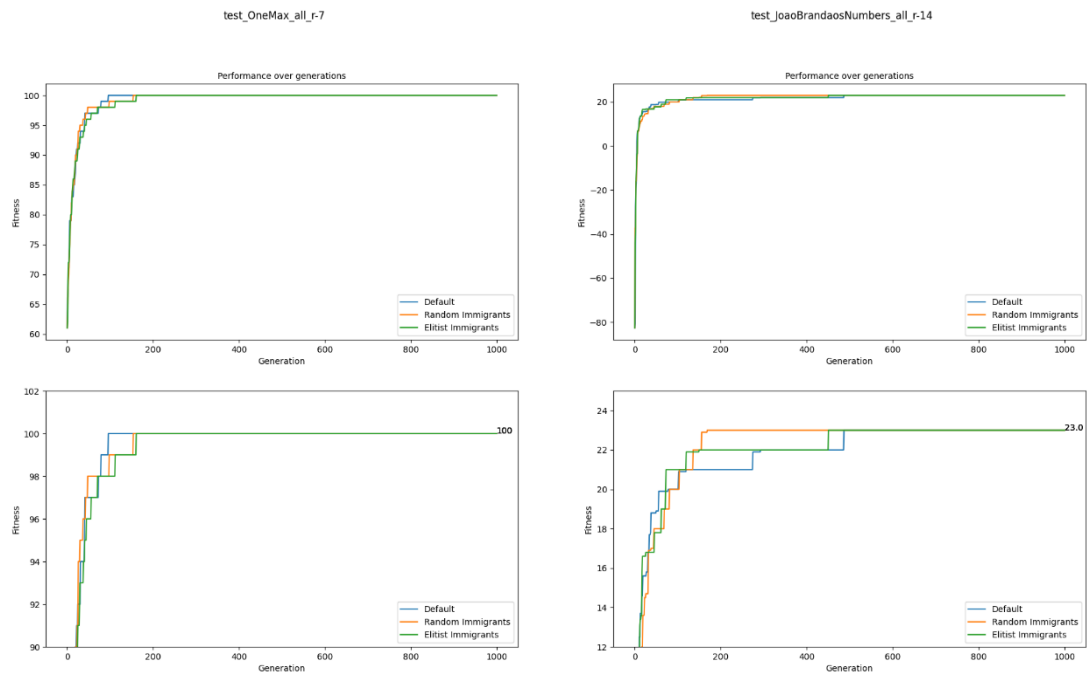 test_OneMax_all_r-7
Performance over generations
100
95
90
85
80
75
70
65
60
Fitness
0 200 400 600 800 1000
Generation
Default
Random Immigrants
Elitist Immigrants
102
100
98
96
94
92
90
Fitness
0 200 400 600 800 1000
Generation
100
Default
Random Immigrants
Elitist Immigrants
test_JoaoBrandaosNumbers_all_r-14
Performance over generations
20
0
−20
−40
−60
−80
Fitness
0 200 400 600 800 1000
Generation
Default
Random Immigrants
Elitist Immigrants
24
22
20
18
16
14
12
Fitness
0 200 400 600 800 1000
Generation
23.0
Default
Random Immigrants
Elitist Immigrants